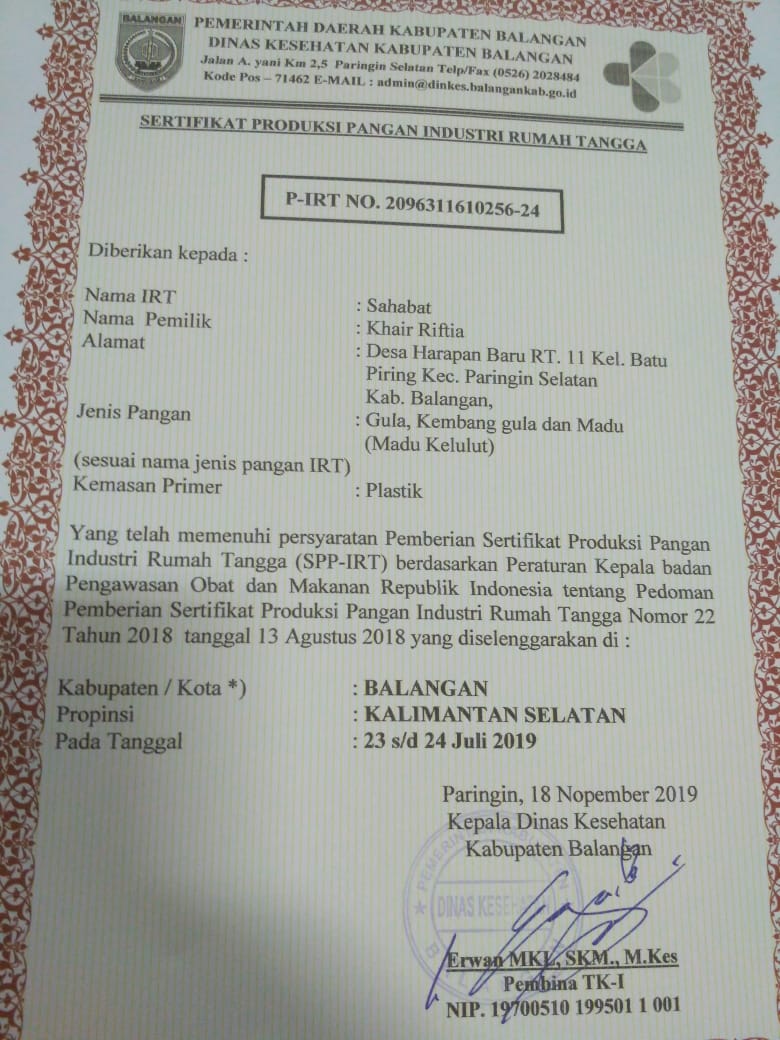 BALANGAN
PEMERINTAH DAERAH KABUPATEN BALANGAN
DINAS KESEHATAN KABUPATEN BALANGAN
Jalan A. yani Km 2,5 Paringin Selatan Telp/Fax (0526) 2028484
Kode Pos – 71462 E-MAIL : admin@dinkes.balangankab.go.id
SERTIFIKAT PRODUKSI PANGAN INDUSTRI RUMAH TANGGA
P-IRT NO. 2096311610256-24
Diberikan kepada :
Nama IRT : Sahabat
Nama Pemilik : Khair Riftia
Alamat : Desa Harapan Baru RT. 11 Kel. Batu
Piring Kec. Paringin Selatan
Kab. Balangan,
Jenis Pangan : Gula, Kembang gula dan Madu
(Madu Kelulut)
(sesuai nama jenis pangan IRT)
Kemasan Primer : Plastik
Yang telah memenuhi persyaratan Pemberian Sertifikat Produksi Pangan
Industri Rumah Tangga (SPP-IRT) berdasarkan Peraturan Kepala badan
Pengawasan Obat dan Makanan Republik Indonesia tentang Pedoman
Pemberian Sertifikat Produksi Pangan Industri Rumah Tangga Nomor 22
Tahun 2018 tanggal 13 Agustus 2018 yang diselenggarakan di :
Kabupaten / Kota *) : BALANGAN
Propinsi : KALIMANTAN SELATAN
Pada Tanggal : 23 s/d 24 Juli 2019
Paringin, 18 Nopember 2019
Kepala Dinas Kesehatan
Kabupaten Balangan
DINAS KESEHATAN
Erwan MKL, SKM., M.Kes
Pembina TK-I
NIP. 19700510 199501 1 001